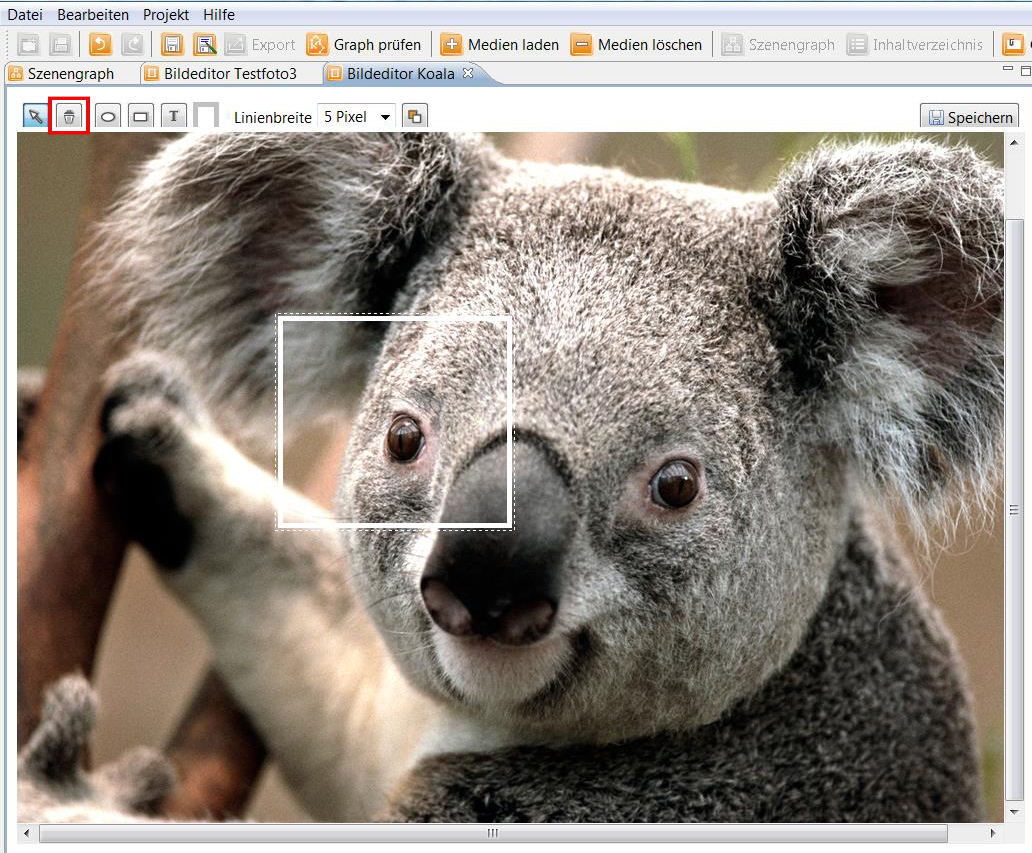 Datei Bearbeiten Projekt Hilfe
Export Graph prüfen Medien laden Medien löschen Szenengraph Inhaltverzeichnis
Szenengraph Bildeditor Testfoto3 Bildeditor Koala
T Linienbreite 5 Pixel Speichern